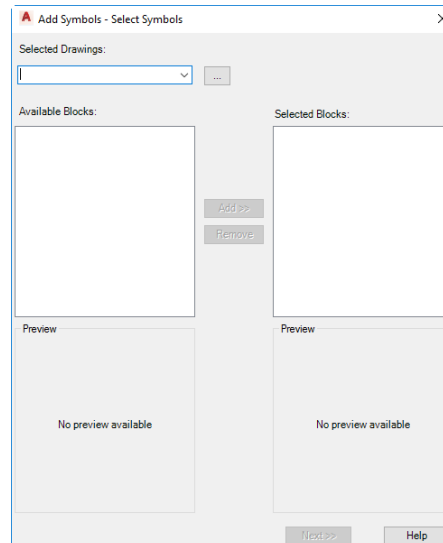 Add Symbols - Select Symbols
Selected Drawings:
...
Available Blocks:
Selected Blocks:
Add >>
Remove
Preview
Preview
No preview available
No preview available
Next >>
Help